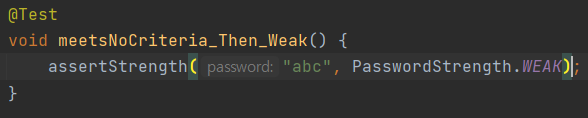 @Test
void meetsNoCriteria_Then_Weak() {
    assertStrength( password: "abc", PasswordStrength.WEAK);
}